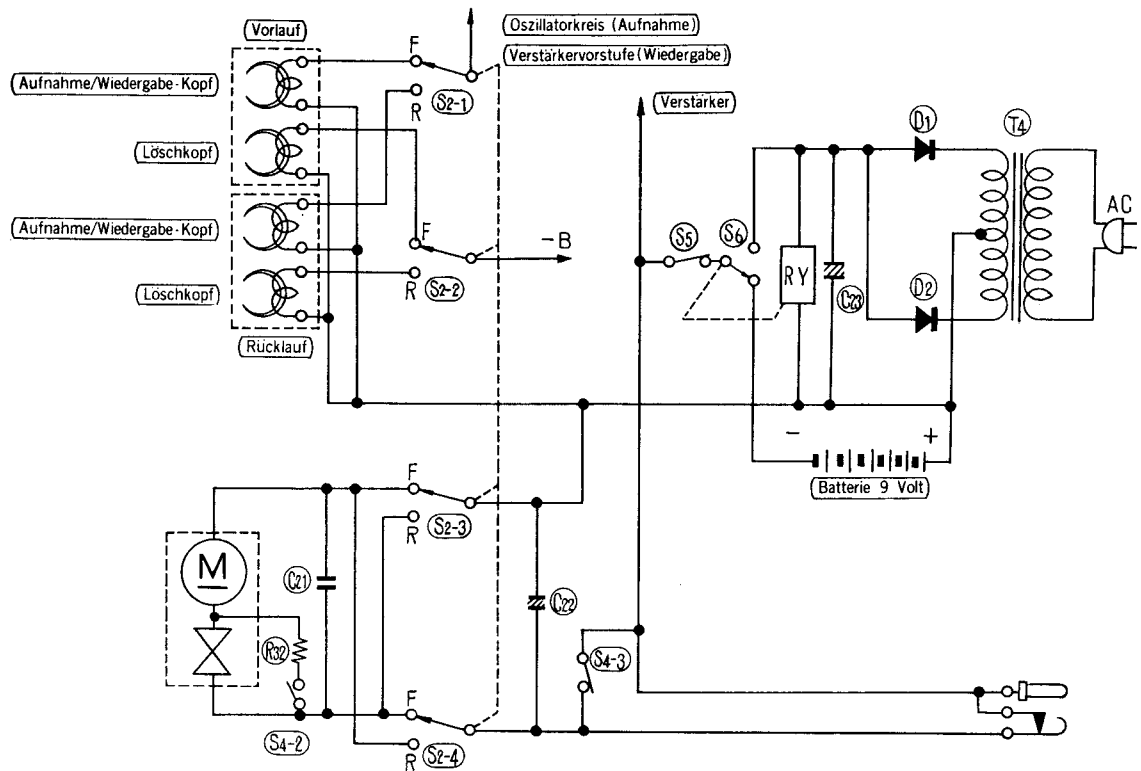 Vorlauf
Oszillatorkreis (Aufnahme)
Verstärkervorstufe (Wiedergabe)
Aufnahme/Wiedergabe-Kopf
F
R
S2-1
Löschkopf
Aufnahme/Wiedergabe-Kopf
F
-B
R
S2-2
Löschkopf
Rücklauf
Verstärker
D1
T4
AC
S5
S6
RY
C23
D2
-
+
Batterie 9 Volt
F
R
S2-3
M
C21
C22
R32
S4-3
F
S4-2
R
S2-4